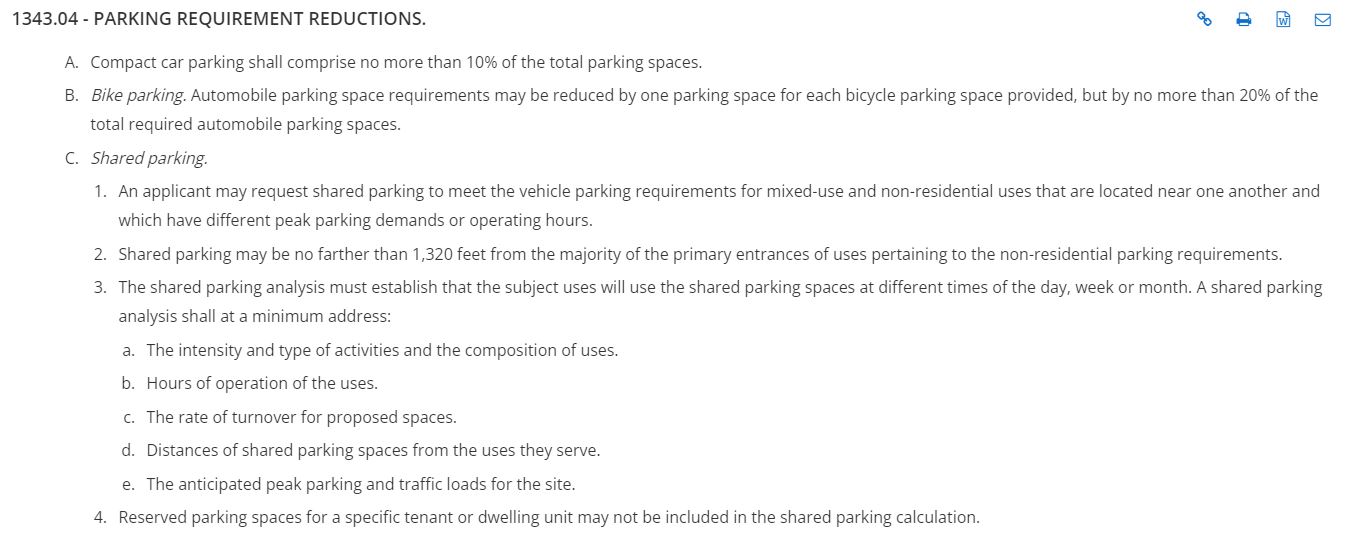 1343.04 - PARKING REQUIREMENT REDUCTIONS.
A. Compact car parking shall comprise no more than 10% of the total parking spaces.
B. Bike parking. Automobile parking space requirements may be reduced by one parking space for each bicycle parking space provided, but by no more than 20% of the
total required automobile parking spaces.
C. Shared parking.
1. An applicant may request shared parking to meet the vehicle parking requirements for mixed-use and non-residential uses that are located near one another and
which have different peak parking demands or operating hours.
2. Shared parking may be no farther than 1,320 feet from the majority of the primary entrances of uses pertaining to the non-residential parking requirements.
3. The shared parking analysis must establish that the subject uses will use the shared parking spaces at different times of the day, week or month. A shared parking
analysis shall at a minimum address:
a. The intensity and type of activities and the composition of uses.
b. Hours of operation of the uses.
c. The rate of turnover for proposed spaces.
d. Distances of shared parking spaces from the uses they serve.
e. The anticipated peak parking and traffic loads for the site.
4. Reserved parking spaces for a specific tenant or dwelling unit may not be included in the shared parking calculation.